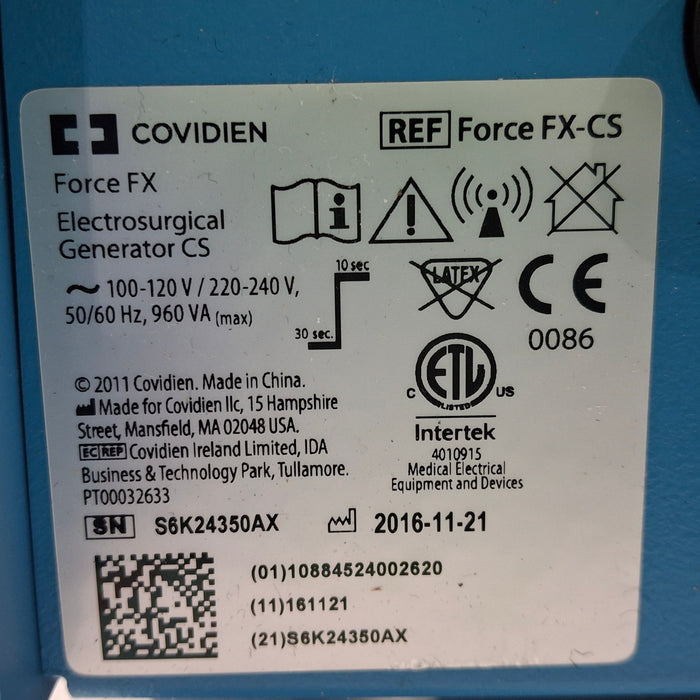 COVIDIEN
REF Force FX-CS
Force FX
Electrosurgical
Generator CS
i
!
~ 100-120 V / 220-240 V,
50/60 Hz, 960 VA (max)
10 sec
30 sec.
LATEX
CE
0086
© 2011 Covidien. Made in China.
Made for Covidien llc, 15 Hampshire
Street, Mansfield, MA 02048 USA.
EC REP Covidien Ireland Limited, IDA
Business & Technology Park, Tullamore.
PT00032633
C ETL US
LISTED
Intertek
4010915
Medical Electrical
Equipment and Devices
SN S6K24350AX
2016-11-21
(01)10884524002620
(11)161121
(21)S6K24350AX